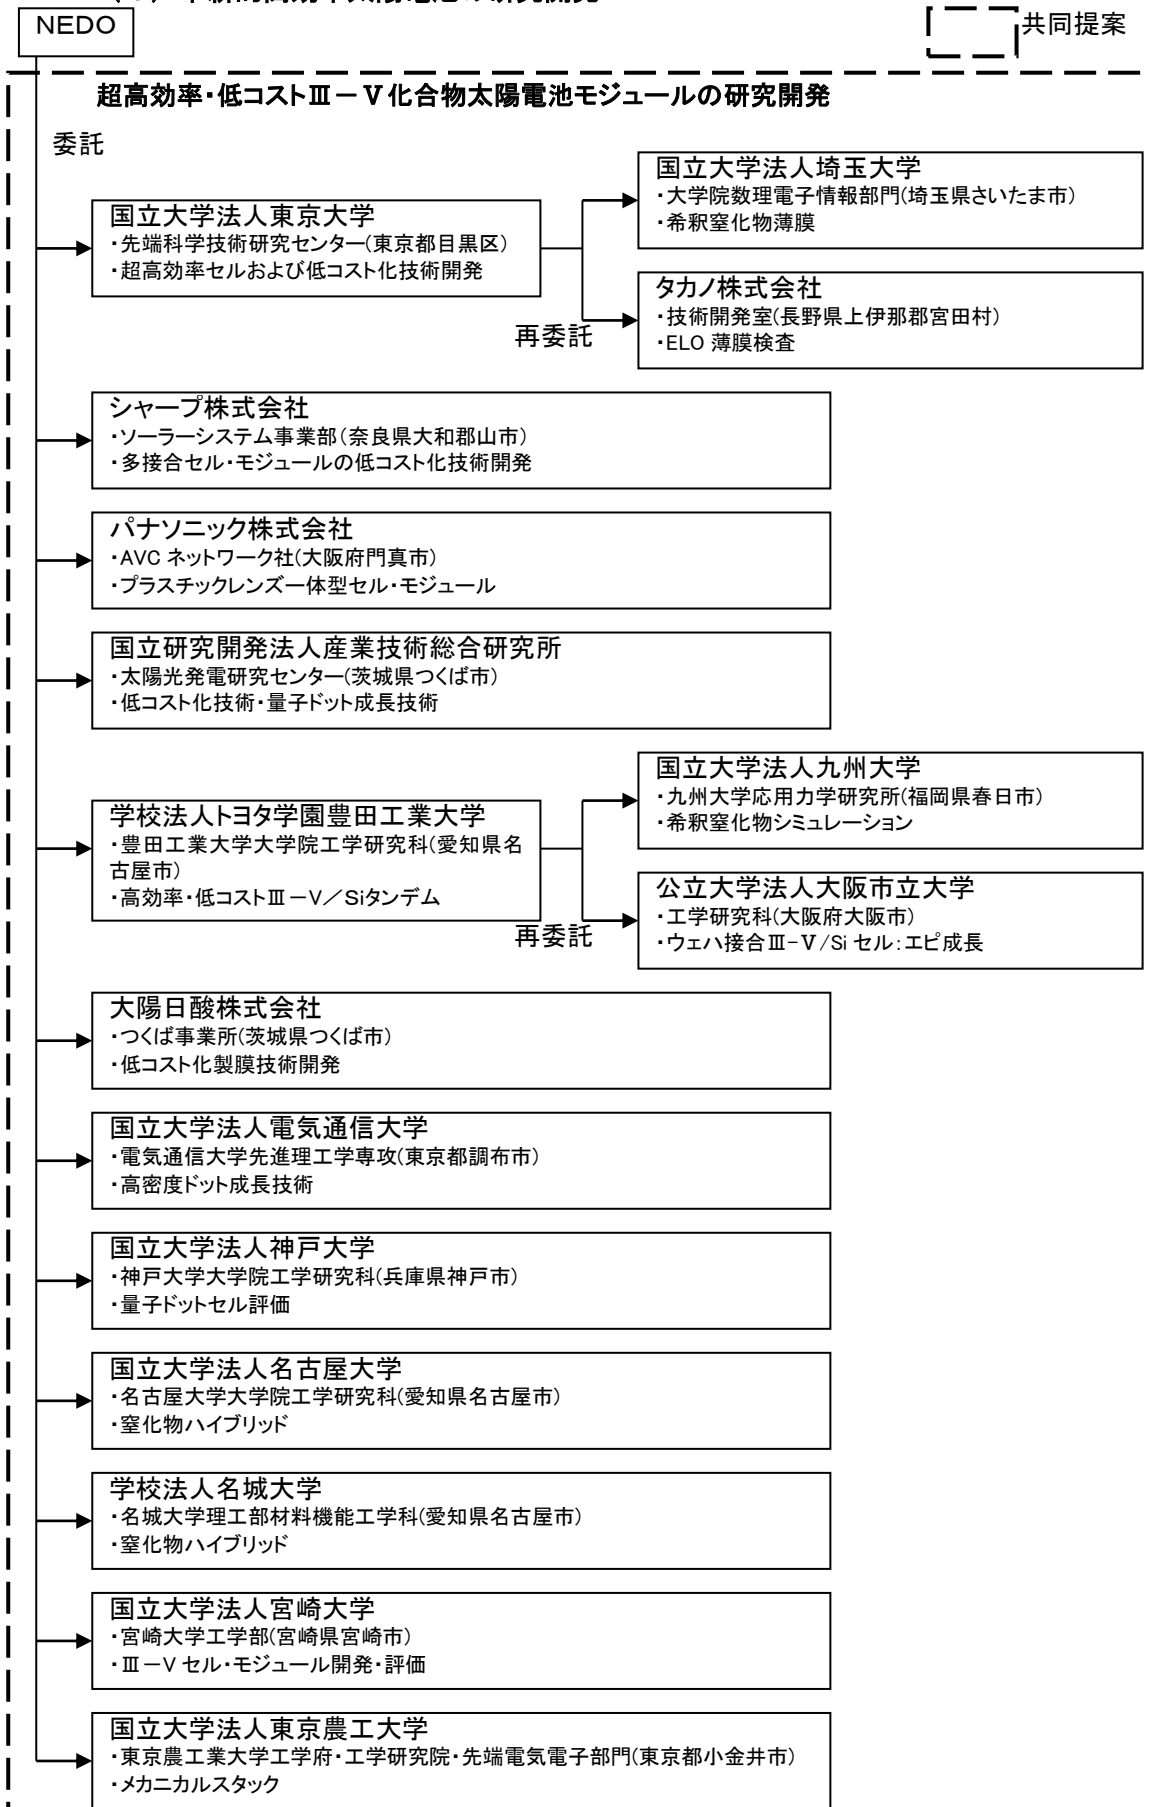 NEDO
共同提案
超高効率・低コストⅢ－Ⅴ化合物太陽電池モジュールの研究開発
委託
国立大学法人東京大学
・先端科学技術研究センター(東京都目黒区)
・超高効率セルおよび低コスト化技術開発
再委託
国立大学法人埼玉大学
・大学院数理電子情報部門(埼玉県さいたま市)
・希釈窒化物薄膜
タカノ株式会社
・技術開発室(長野県上伊那郡宮田村)
・ELO 薄膜検査
シャープ株式会社
・ソーラーシステム事業部(奈良県大和郡山市)
・多接合セル・モジュールの低コスト化技術開発
パナソニック株式会社
・AVC ネットワーク社(大阪府門真市)
・プラスチックレンズ一体型セル・モジュール
国立研究開発法人産業技術総合研究所
・太陽光発電研究センター(茨城県つくば市)
・低コスト化技術・量子ドット成長技術
学校法人トヨタ学園豊田工業大学
・豊田工業大学大学院工学研究科(愛知県名
古屋市)
・高効率・低コストⅢ－Ⅴ／Siタンデム
再委託
国立大学法人九州大学
・九州大学応用力学研究所(福岡県春日市)
・希釈窒化物シミュレーション
公立大学法人大阪市立大学
・工学研究科(大阪府大阪市)
・ウェハ接合Ⅲ-Ⅴ/Si セル:エピ成長
大陽日酸株式会社
・つくば事業所(茨城県つくば市)
・低コスト化製膜技術開発
国立大学法人電気通信大学
・電気通信大学先進理工学専攻(東京都調布市)
・高密度ドット成長技術
国立大学法人神戸大学
・神戸大学大学院工学研究科(兵庫県神戸市)
・量子ドットセル評価
国立大学法人名古屋大学
・名古屋大学大学院工学研究科(愛知県名古屋市)
・窒化物ハイブリッド
学校法人名城大学
・名城大学理工部材料機能工学科(愛知県名古屋市)
・窒化物ハイブリッド
国立大学法人宮崎大学
・宮崎大学工学部(宮崎県宮崎市)
・Ⅲ－Ⅴ セル・モジュール開発・評価
国立大学法人東京農工大学
・東京農工業大学工学府・工学研究院・先端電気電子部門(東京都小金井市)
・メカニカルスタック